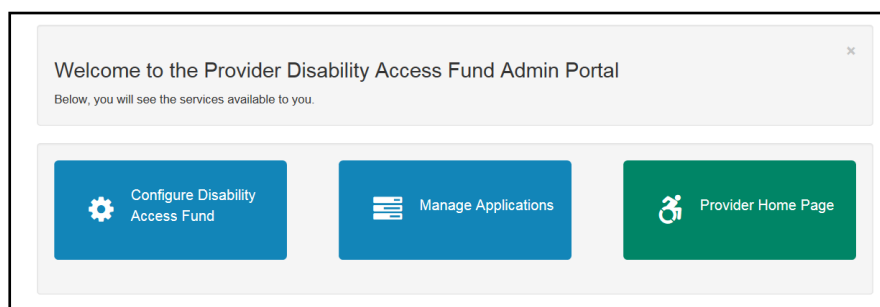 Welcome to the Provider Disability Access Fund Admin Portal
×
Below, you will see the services available to you.
Configure Disability
Access Fund
Manage Applications
Provider Home Page